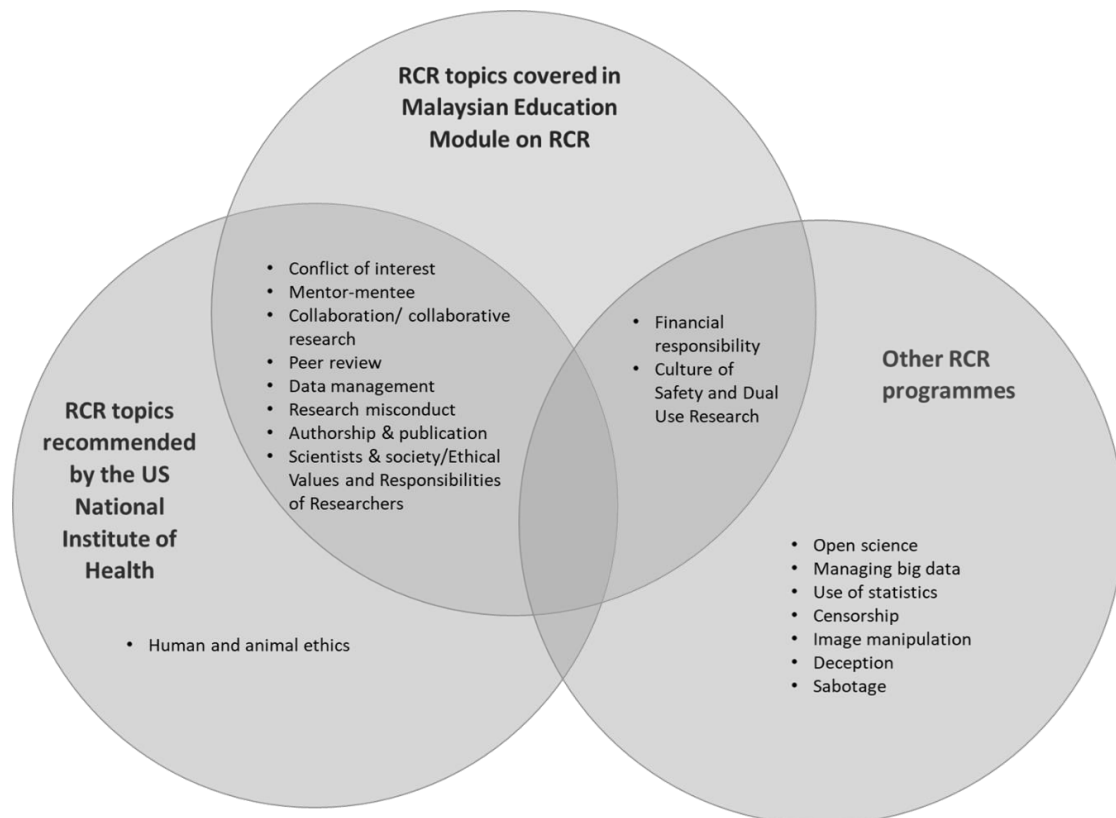 RCR topics covered in
Malaysian Education
Module on RCR
• Conflict of interest
• Mentor-mentee
• Collaboration/ collaborative
research
• Peer review
• Data management
• Research misconduct
• Authorship & publication
• Scientists & society/Ethical
Values and Responsibilities
of Researchers
• Financial
responsibility
• Culture of
Safety and Dual
Use Research
Other RCR
programmes
RCR topics
recommended
by the US
National
Institute of
Health
• Human and animal ethics
• Open science
• Managing big data
• Use of statistics
• Censorship
• Image manipulation
• Deception
• Sabotage